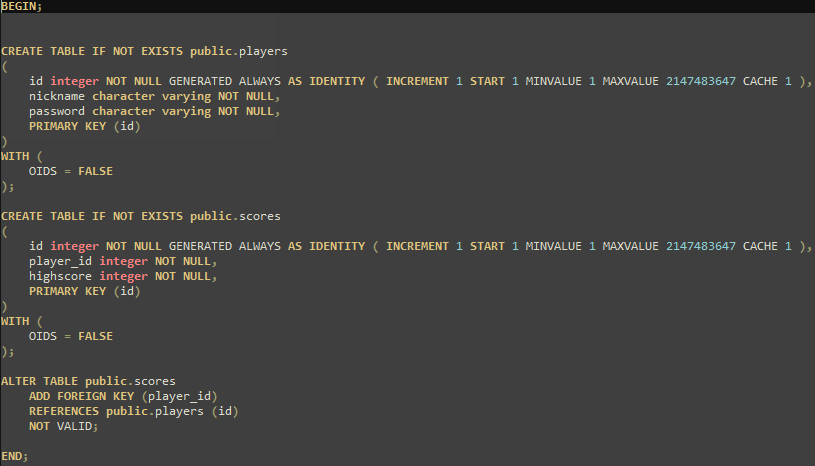 BEGIN;
CREATE TABLE IF NOT EXISTS public.players
(
    id integer NOT NULL GENERATED ALWAYS AS IDENTITY ( INCREMENT 1 START 1 MINVALUE 1 MAXVALUE 2147483647 CACHE 1 ),
    nickname character varying NOT NULL,
    password character varying NOT NULL,
    PRIMARY KEY (id)
)
WITH (
    OIDS = FALSE
);
CREATE TABLE IF NOT EXISTS public.scores
(
    id integer NOT NULL GENERATED ALWAYS AS IDENTITY ( INCREMENT 1 START 1 MINVALUE 1 MAXVALUE 2147483647 CACHE 1 ),
    player_id integer NOT NULL,
    highscore integer NOT NULL,
    PRIMARY KEY (id)
)
WITH (
    OIDS = FALSE
);
ALTER TABLE public.scores
    ADD FOREIGN KEY (player_id)
    REFERENCES public.players (id)
    NOT VALID;
END;